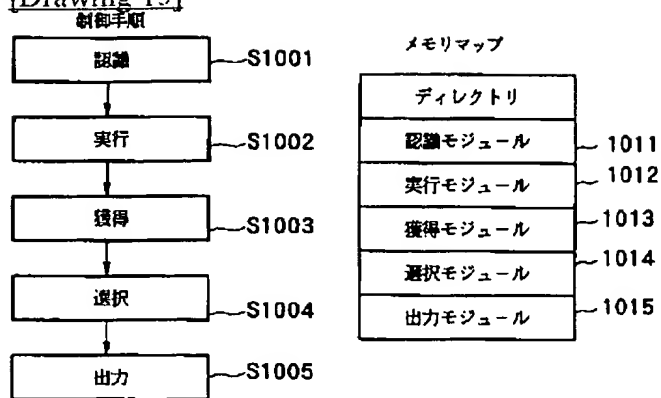 [Drawing 19]
制御手順
認識 S1001
実行 S1002
獲得 S1003
選択 S1004
出力 S1005
メモリマップ
ディレクトリ
認識モジュール 1011
実行モジュール 1012
獲得モジュール 1013
選択モジュール 1014
出力モジュール 1015